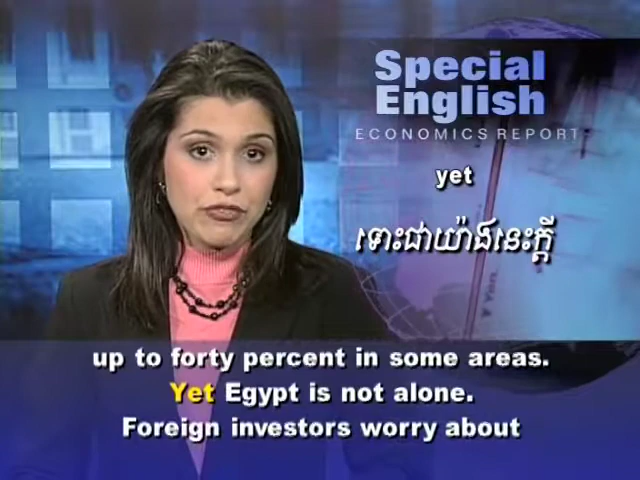 Special
English
ECONOMICS REPORT
yet
ទោះជាយ៉ាងនេះក្ដី
up to forty percent in some areas.
Yet Egypt is not alone.
Foreign investors worry about